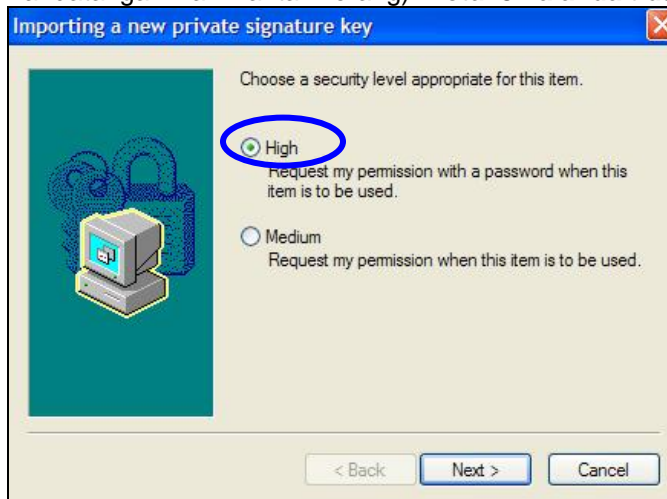 Importing a new private signature key
Choose a security level appropriate for this item.
High
Request my permission with a password when this
item is to be used.
Medium
Request my permission when this item is to be used.
< Back
Next >
Cancel